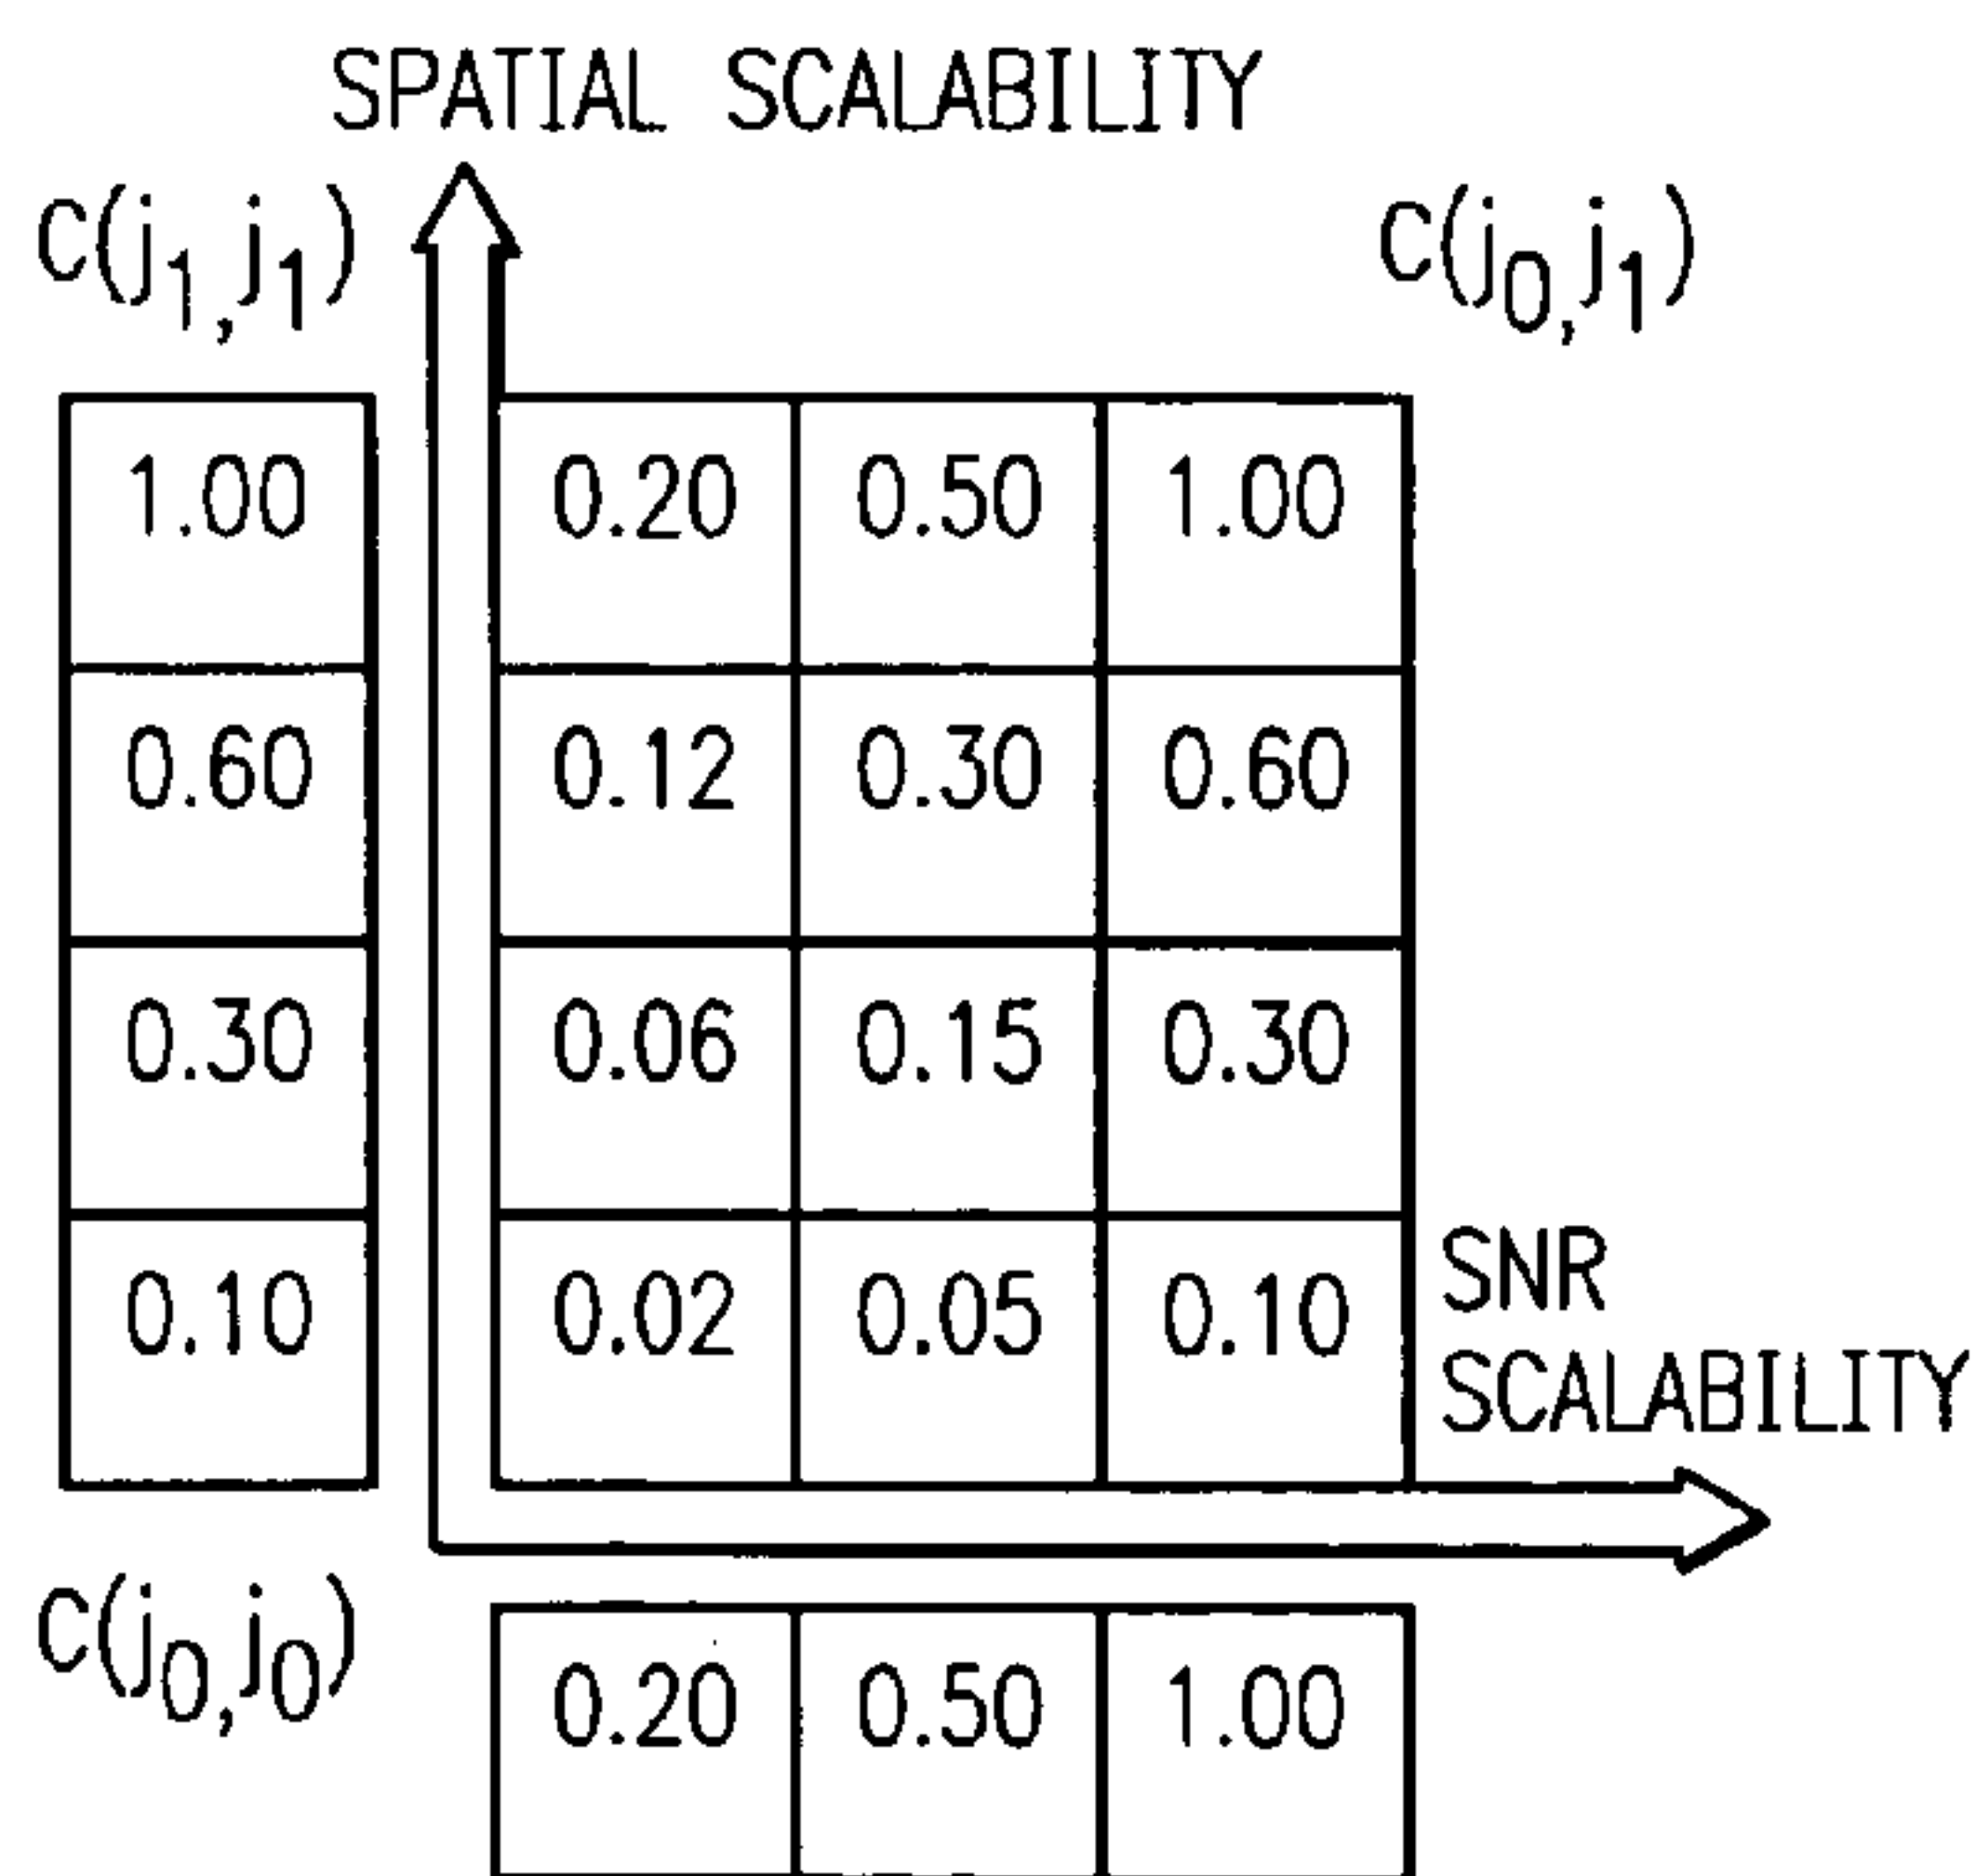 SPATIAL SCALABILITY
C(j1,j1) C(j0,j1)
1.00 0.20 0.50 1.00
0.60 0.12 0.30 0.60
0.30 0.06 0.15 0.30
0.10 0.02 0.05 0.10
SNR
SCALABILITY
C(j0,j0)
0.20 0.50 1.00